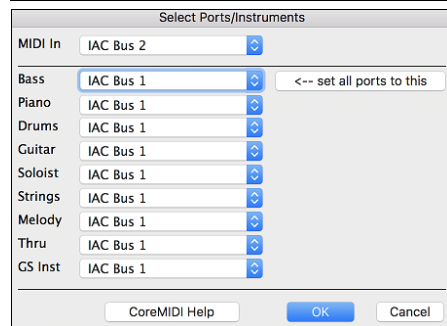 Select Ports/Instruments
MIDI In IAC Bus 2
Bass IAC Bus 1 <-- set all ports to this
Piano IAC Bus 1
Drums IAC Bus 1
Guitar IAC Bus 1
Soloist IAC Bus 1
Strings IAC Bus 1
Melody IAC Bus 1
Thru IAC Bus 1
GS Inst IAC Bus 1
CoreMIDI Help OK Cancel